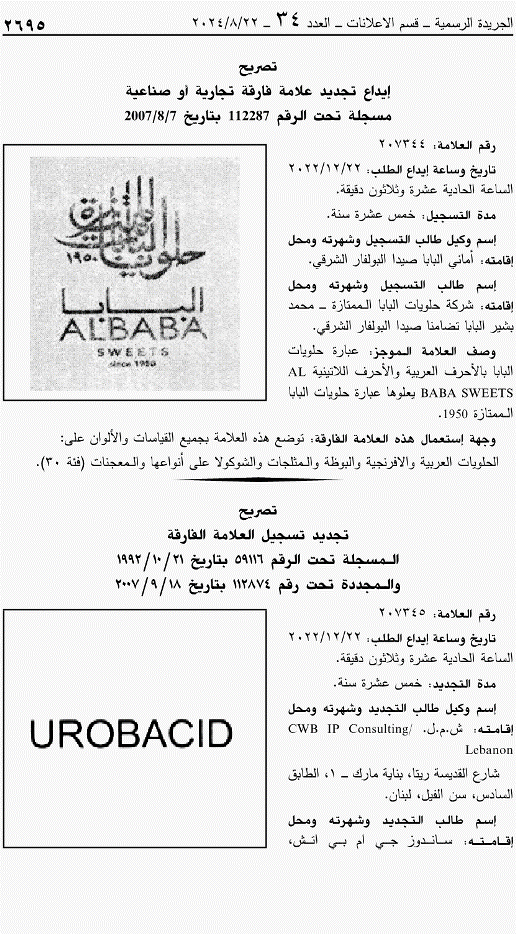 الجريدة الرسمية ـ قسم الاعلانات ـ العدد ٣٤ ـ ٢٠٢٤/٨/٢٢
٢٦٩٥
تصريح
إيداع تجديد علامة فارقة تجارية أو صناعية
مسجلة تحت الرقم 112287 بتاريخ 2007/8/7
رقم العلامة: ٢٠٧٣٤٤
تاريخ وساعة إيداع الطلب: ٢٠٢٢/١٢/٢٢
الساعة الحادية عشرة وثلاثون دقيقة.
مدة التسجيل: خمس عشرة سنة.
إسم وكيل طالب التسجيل وشهرته ومحل
إقامته: أماني البابا صيدا البولفار الشرقي.
إسم طالب التسجيل وشهرته ومحل
إقامته: شركة حلويات البابا الممتازة ـ محمد
بشير البابا تضامنا صيدا البولفار الشرقي.
وصف العلامة الموجز: عبارة حلويات
البابا بالأحرف العربية والأحرف اللاتينية AL
BABA SWEETS يعلوها عبارة حلويات البابا
الممتازة 1950.
حلويات البابا الممتازة
١٩٥٠
البابا
AL BABA
SWEETS
since 1950
وجهة إستعمال هذه العلامة الفارقة: توضع هذه العلامة بجميع القياسات والألوان على:
الحلويات العربية والافرنجية والبوظة والمثلجات والشوكولا على أنواعها والمعجنات (فئة ٣٠).
تصريح
تجديد تسجيل العلامة الفارقة
المسجلة تحت الرقم ٥٩١١٦ بتاريخ ١٩٩٢/١٠/٢١
والمجددة تحت رقم ١١٢٨٧٤ بتاريخ ٢٠٠٧/٩/١٨
رقم العلامة: ٢٠٧٣٤٥
تاريخ وساعة إيداع الطلب: ٢٠٢٢/١٢/٢٢
الساعة الحادية عشرة وثلاثون دقيقة.
مدة التجديد: خمس عشرة سنة.
إسم وكيل طالب التجديد وشهرته ومحل
إقامته: ش.م.ل. /CWB IP Consulting
Lebanon
شارع القديسة ريتا، بناية مارك ـ ١، الطابق
السادس، سن الفيل، لبنان.
إسم طالب التجديد وشهرته ومحل
إقامته: ساندوز جي ام بي اتش،
UROBACID